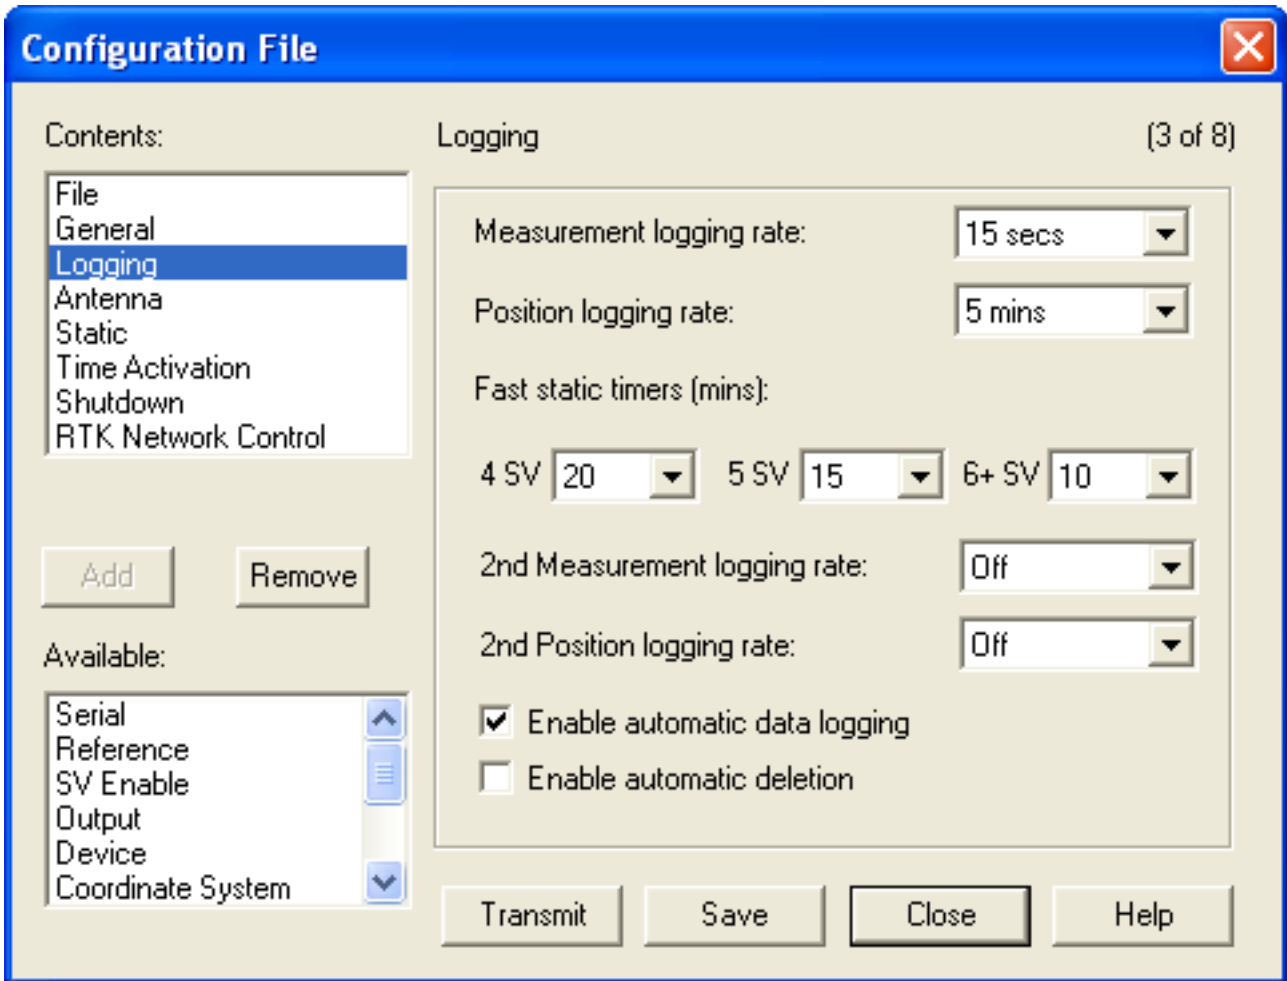 Configuration File
Contents:
File
General
Logging
Antenna
Static
Time Activation
Shutdown
RTK Network Control
Add
Remove
Available:
Serial
Reference
SV Enable
Output
Device
Coordinate System
Logging
(3 of 8)
Measurement logging rate: 15 secs
Position logging rate: 5 mins
Fast static timers (mins):
4 SV 20 5 SV 15 6+ SV 10
2nd Measurement logging rate: Off
2nd Position logging rate: Off
Enable automatic data logging
Enable automatic deletion
Transmit Save Close Help